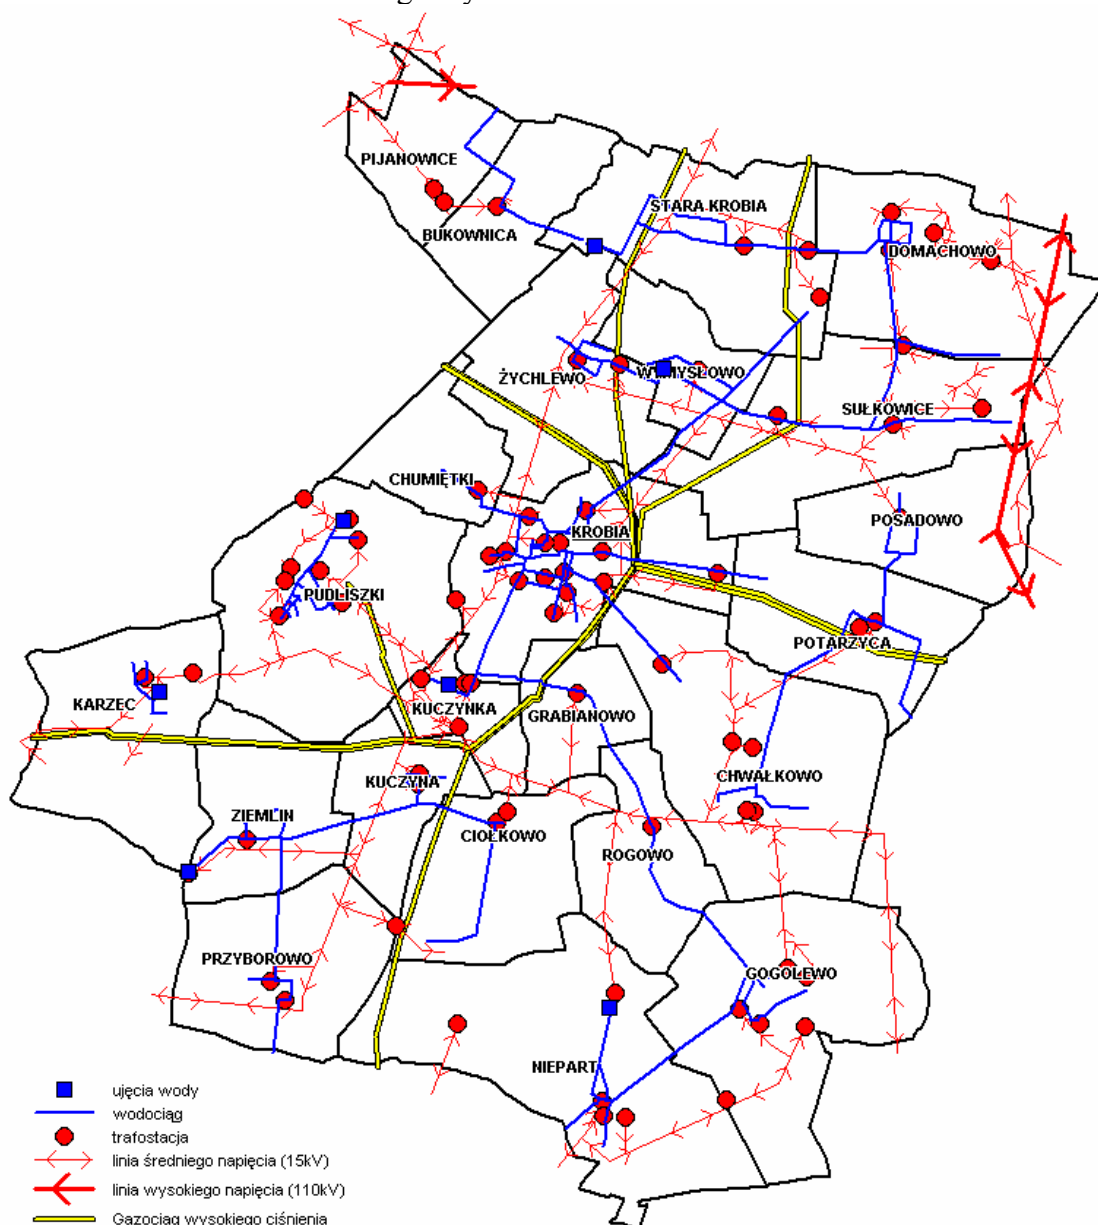 PIJANOWICE
STARA KROBIA
BUKOWNICA
DOMACHOWO
ŻYCHLEWO
WYMYSŁOWO
SUŁKOWICE
CHUMIĘTKI
POSADOWO
KROBIA
PUDLISZKI
POTARZYCA
KARZEC
KUCZYNKA
GRABIANOWO
KUCZYNA
CHWAŁKOWO
ZIEMLIN
CIOŁKOWO
ROGOWO
PRZYBOROWO
GOGOLEWO
NIEPART
ujęcia wody
wodociąg
trafostacja
linia średniego napięcia (15kV)
linia wysokiego napięcia (110kV)
Gazociąg wysokiego ciśnienia